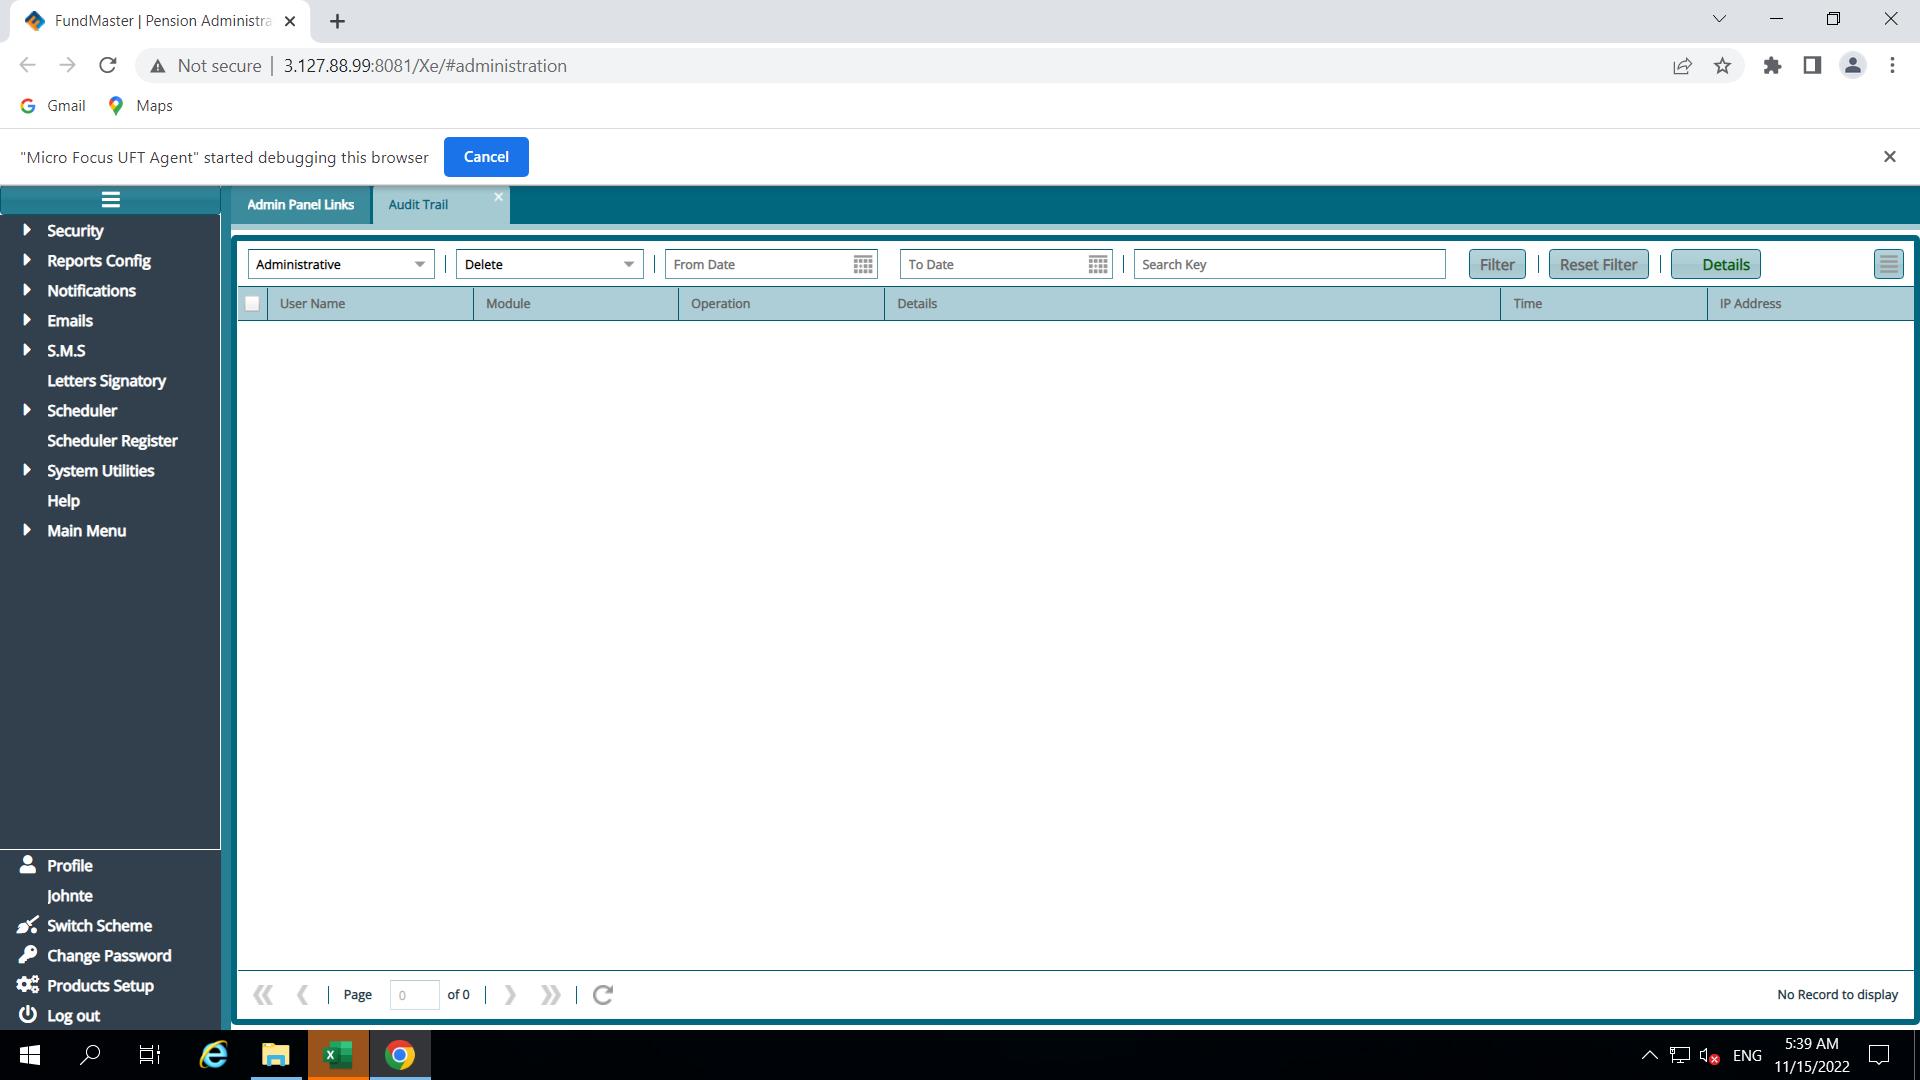 FundMaster | Pension Administra
Not secure
3.127.88.99:8081/Xe/#administration
Gmail
Maps
"Micro Focus UFT Agent" started debugging this browser
Cancel
Admin Panel Links
Audit Trail
Security
Reports Config
Notifications
Emails
S.M.S
Letters Signatory
Scheduler
Scheduler Register
System Utilities
Help
Main Menu
Administrative
Delete
From Date
To Date
Search Key
Filter
Reset Filter
Details
User Name
Module
Operation
Details
Time
IP Address
Profile
Johnte
Switch Scheme
Change Password
Products Setup
Log out
Page
0
of 0
No Record to display
ENG
5:39 AM
11/15/2022